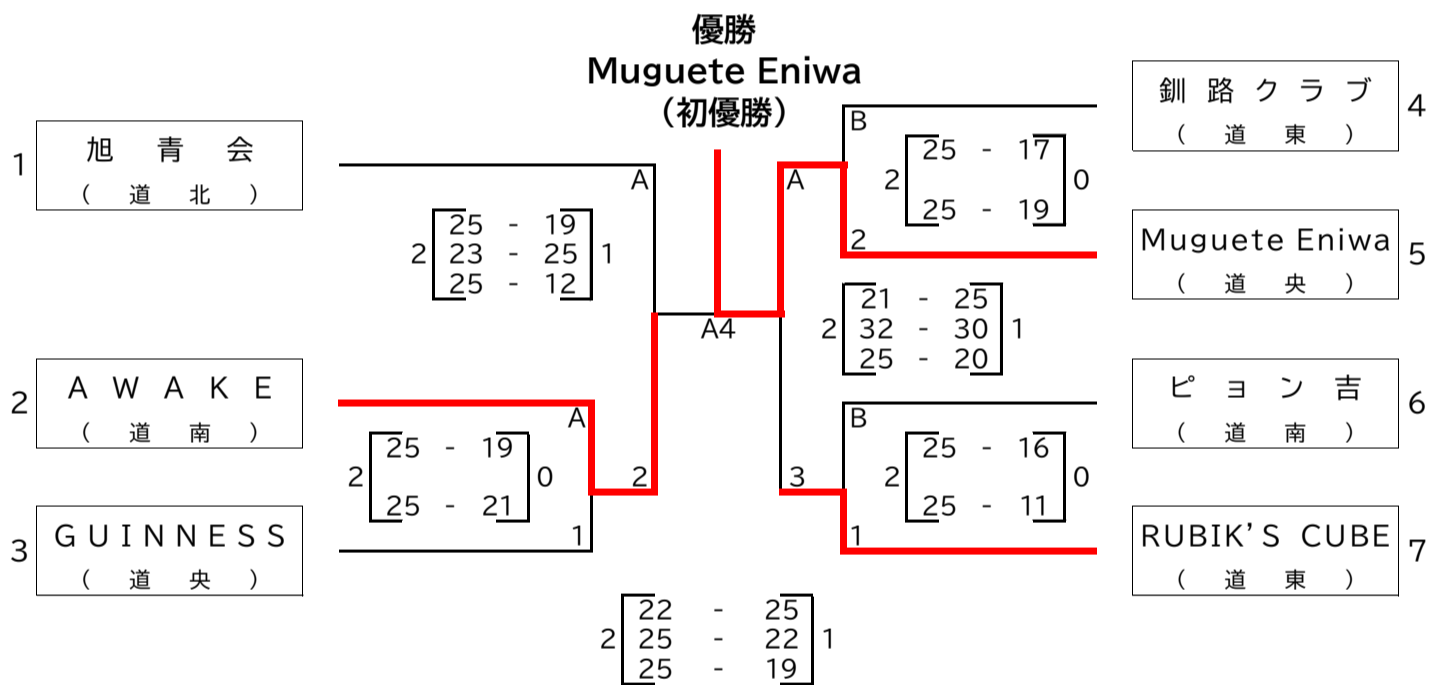 優勝
Muguete Eniwa
（初優勝）
1
旭 青 会
（ 道 北 ）
2
A W A K E
（ 道 南 ）
3
GUINNESS
（ 道 央 ）
釧 路 ク ラ ブ
（ 道 東 ）
4
Muguete Eniwa
（ 道 央 ）
5
ピ ョ ン 吉
（ 道 南 ）
6
RUBIK’S CUBE
（ 道 東 ）
7
A
25 - 19
2 23 - 25 1
25 - 12
2
A
25 - 19
2 0
25 - 21
1
A4
B
25 - 17
2 0
25 - 19
2
A
21 - 25
2 32 - 30 1
25 - 20
3
B
25 - 16
2 0
25 - 11
1
22 - 25
2 25 - 22 1
25 - 19